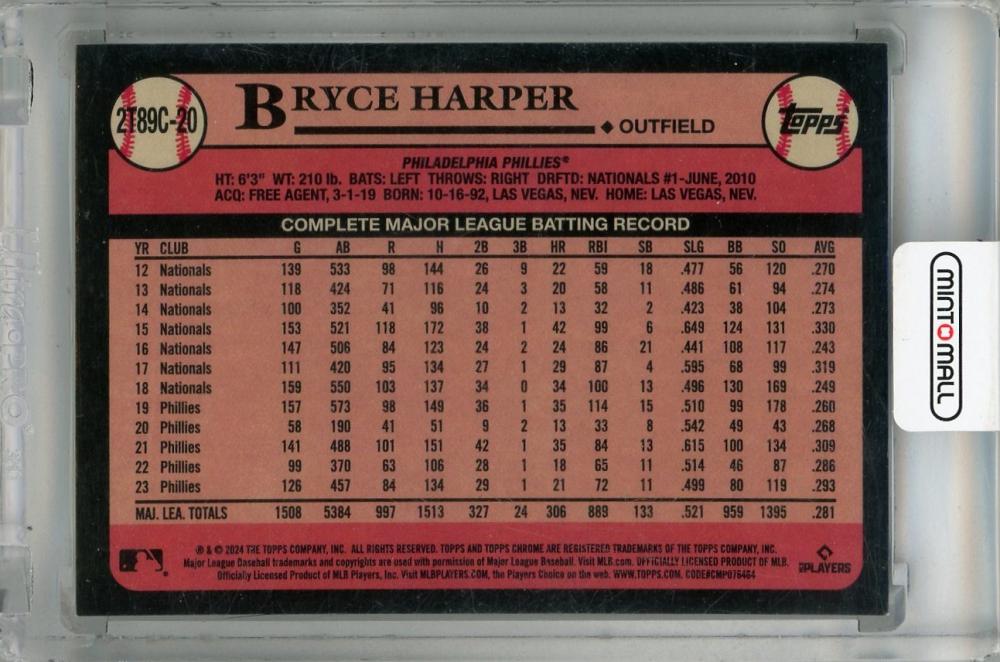 2T89C-20
BRYCE HARPER
OUTFIELD
Topps
PHILADELPHIA PHILLIES®
HT: 6'3" WT: 210 lb. BATS: LEFT THROWS: RIGHT DRFTD: NATIONALS #1-JUNE, 2010
ACQ: FREE AGENT, 3-1-19 BORN: 10-16-92, LAS VEGAS, NEV. HOME: LAS VEGAS, NEV.
COMPLETE MAJOR LEAGUE BATTING RECORD
YR CLUB G AB R H 2B 3B HR RBI SB SLG BB SO AVG
12 Nationals 139 533 98 144 26 9 22 59 18 .477 56 120 .270
13 Nationals 118 424 71 116 24 3 20 58 11 .486 61 94 .274
14 Nationals 100 352 41 96 10 2 13 32 2 .423 38 104 .273
15 Nationals 153 521 118 172 38 1 42 99 6 .649 124 131 .330
16 Nationals 147 506 84 123 24 2 24 86 21 .441 108 117 .243
17 Nationals 111 420 95 134 27 1 29 87 4 .595 68 99 .319
18 Nationals 159 550 103 137 34 0 34 100 13 .496 130 169 .249
19 Phillies 157 573 98 149 36 1 35 114 15 .510 99 178 .260
20 Phillies 58 190 41 51 9 2 13 33 8 .542 49 43 .268
21 Phillies 141 488 101 151 42 1 35 84 13 .615 100 134 .309
22 Phillies 99 370 63 106 28 1 18 65 11 .514 46 87 .286
23 Phillies 126 457 84 134 29 1 21 72 11 .499 80 119 .293
MAJ. LEA. TOTALS 1508 5384 997 1513 327 24 306 889 133 .521 959 1395 .281
® & © 2024 THE TOPPS COMPANY, INC. ALL RIGHTS RESERVED. TOPPS AND TOPPS CHROME ARE REGISTERED TRADEMARKS OF THE TOPPS COMPANY, INC.
Major League Baseball trademarks and copyrights are used with permission of Major League Baseball. Visit MLB.com. OFFICIALLY LICENSED PRODUCT OF MLB.
Officially Licensed Product of MLB Players, Inc. Visit MLBPLAYERS.COM, the Players Choice on the web. WWW.TOPPS.COM. CODE#CMP076464
PLAYERS
MINTMALL